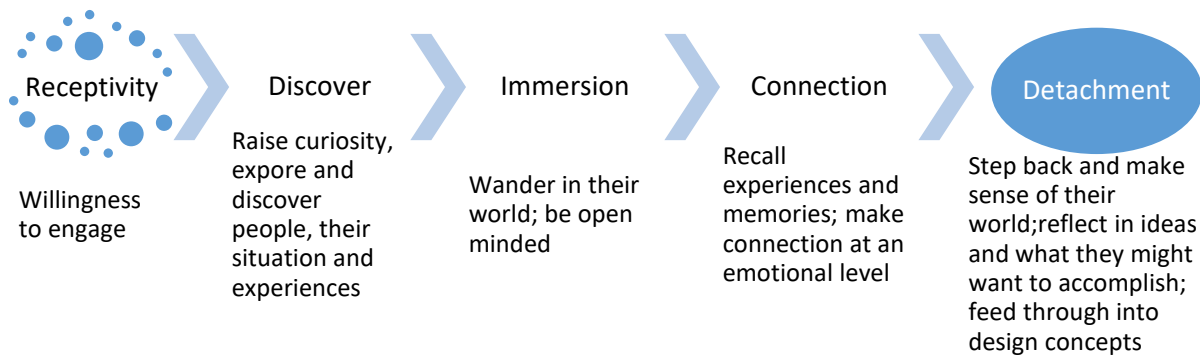 Receptivity
Willingness
to engage
Discover
Raise curiosity,
expore and
discover
people, their
situation and
experiences
Immersion
Wander in their
world; be open
minded
Connection
Recall
experiences and
memories; make
connection at an
emotional level
Detachment
Step back and make
sense of their
world;reflect in ideas
and what they might
want to accomplish;
feed through into
design concepts